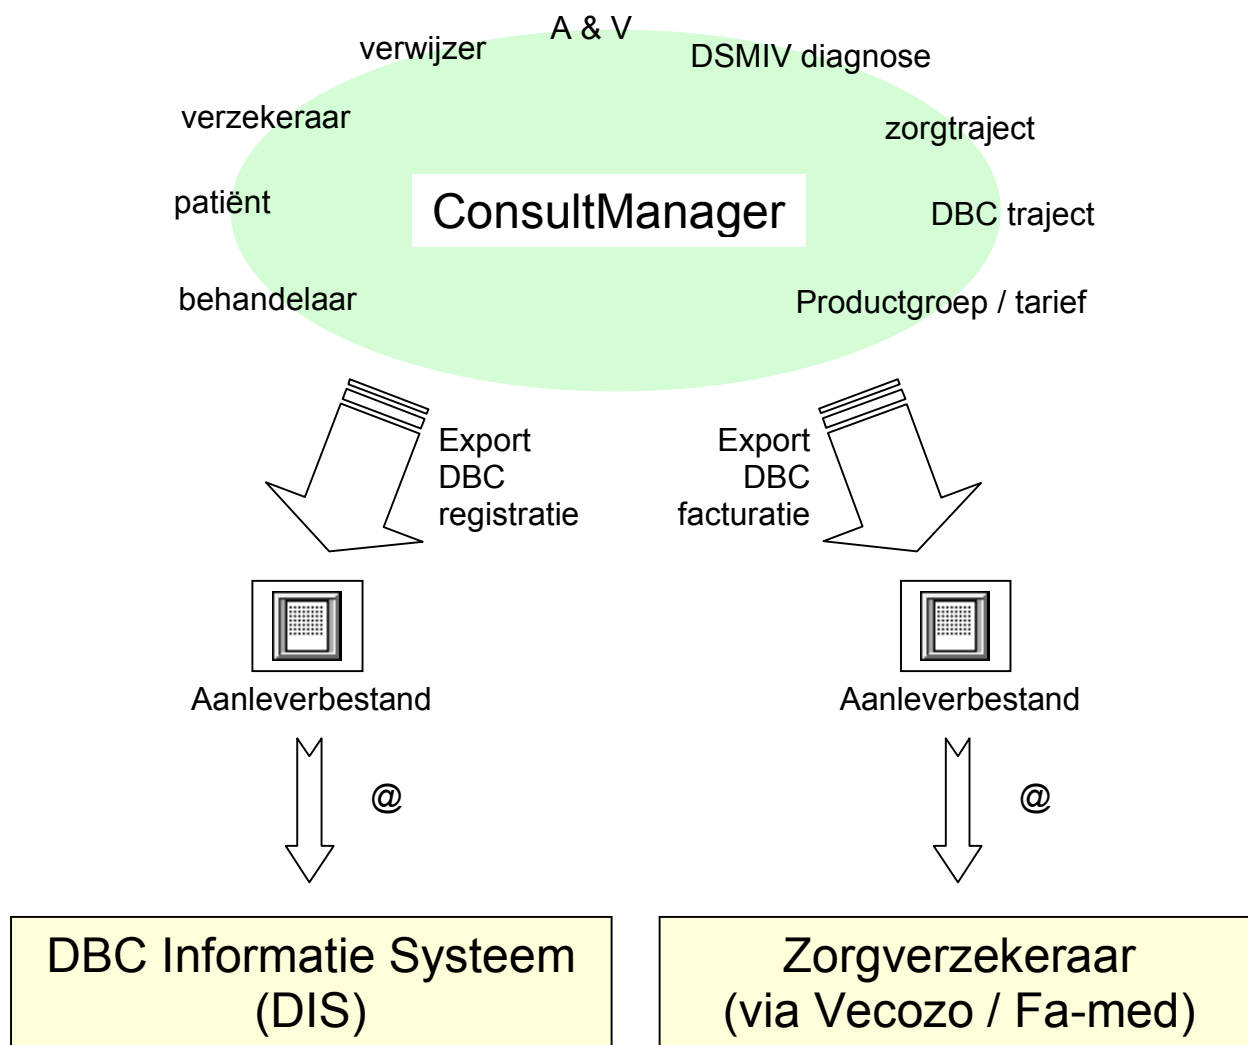 A & V
verwijzer
DSMIV diagnose
verzekeraar
zorgtraject
patiënt
ConsultManager
DBC traject
behandelaar
Productgroep / tarief
Export
DBC
registratie
Export
DBC
facturatie
Aanleverbestand
Aanleverbestand
@
@
DBC Informatie Systeem
(DIS)
Zorgverzekeraar
(via Vecozo / Fa-med)